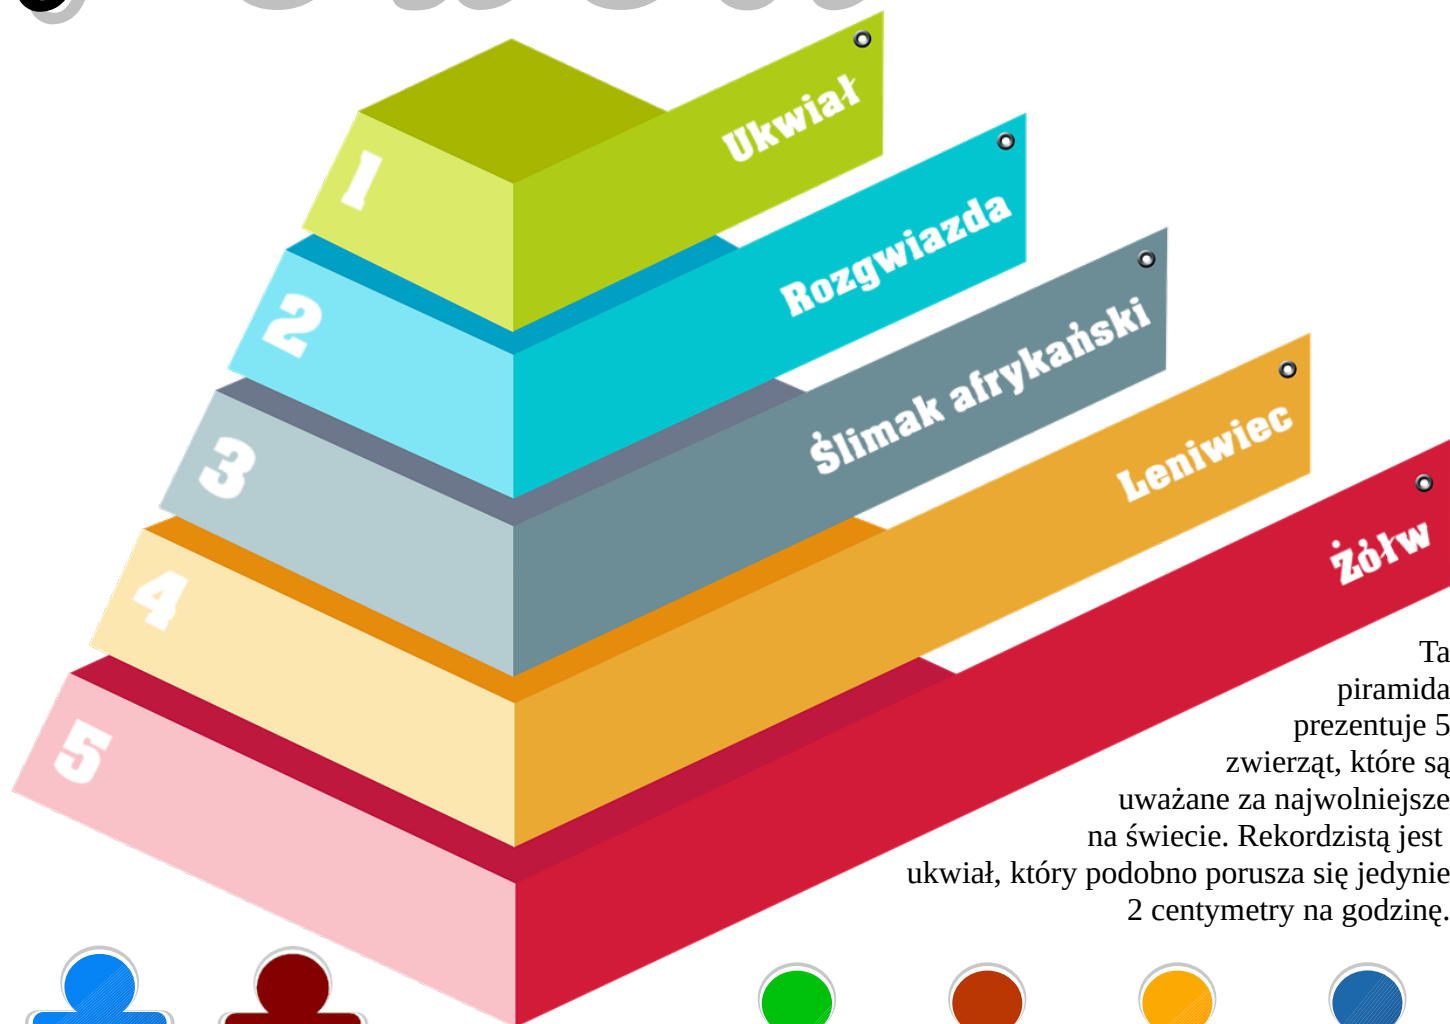 1
Ukwiał
2
Rozgwiazda
3
Ślimak afrykański
4
Leniwiec
5
Żółw
Ta
piramida
prezentuje 5
zwierząt, które są
uważane za najwolniejsze
na świecie. Rekordzistą jest
ukwiał, który podobno porusza się jedynie
2 centymetry na godzinę.